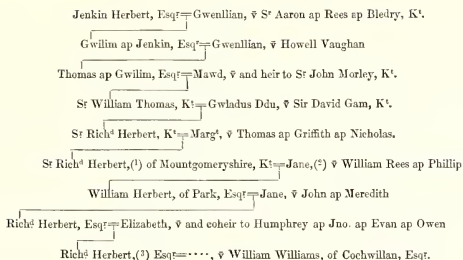 Jenkin Herbert, Esqr=Gwenllian, v̄ Sr Aaron ap Rees ap Bledry, Kt.
Gwilim ap Jenkin, Esqr=Gwenllian, v̄ Howell Vaughan
Thomas ap Gwilim, Esqr=Mawd, v̄ and heir to Sr John Morley, Kt.
Sr William Thomas, Kt=Gwladus Ddu, v̄ Sir David Gam, Kt.
Sr Richd Herbert, Kt=Margt, v̄ Thomas ap Griffith ap Nicholas.
Sr Richd Herbert,(1) of Mountgomeryshire, Kt=Jane,(2) v̄ William Rees ap Phillip
William Herbert, of Park, Esqr=Jane, v̄ John ap Meredith
Richd Herbert, Esqr=Elizabeth, v̄ and coheir to Humphrey ap Jno. ap Evan ap Owen
Richd Herbert,(3) Esqr=...., v̄ William Williams, of Cochwillan, Esqr.